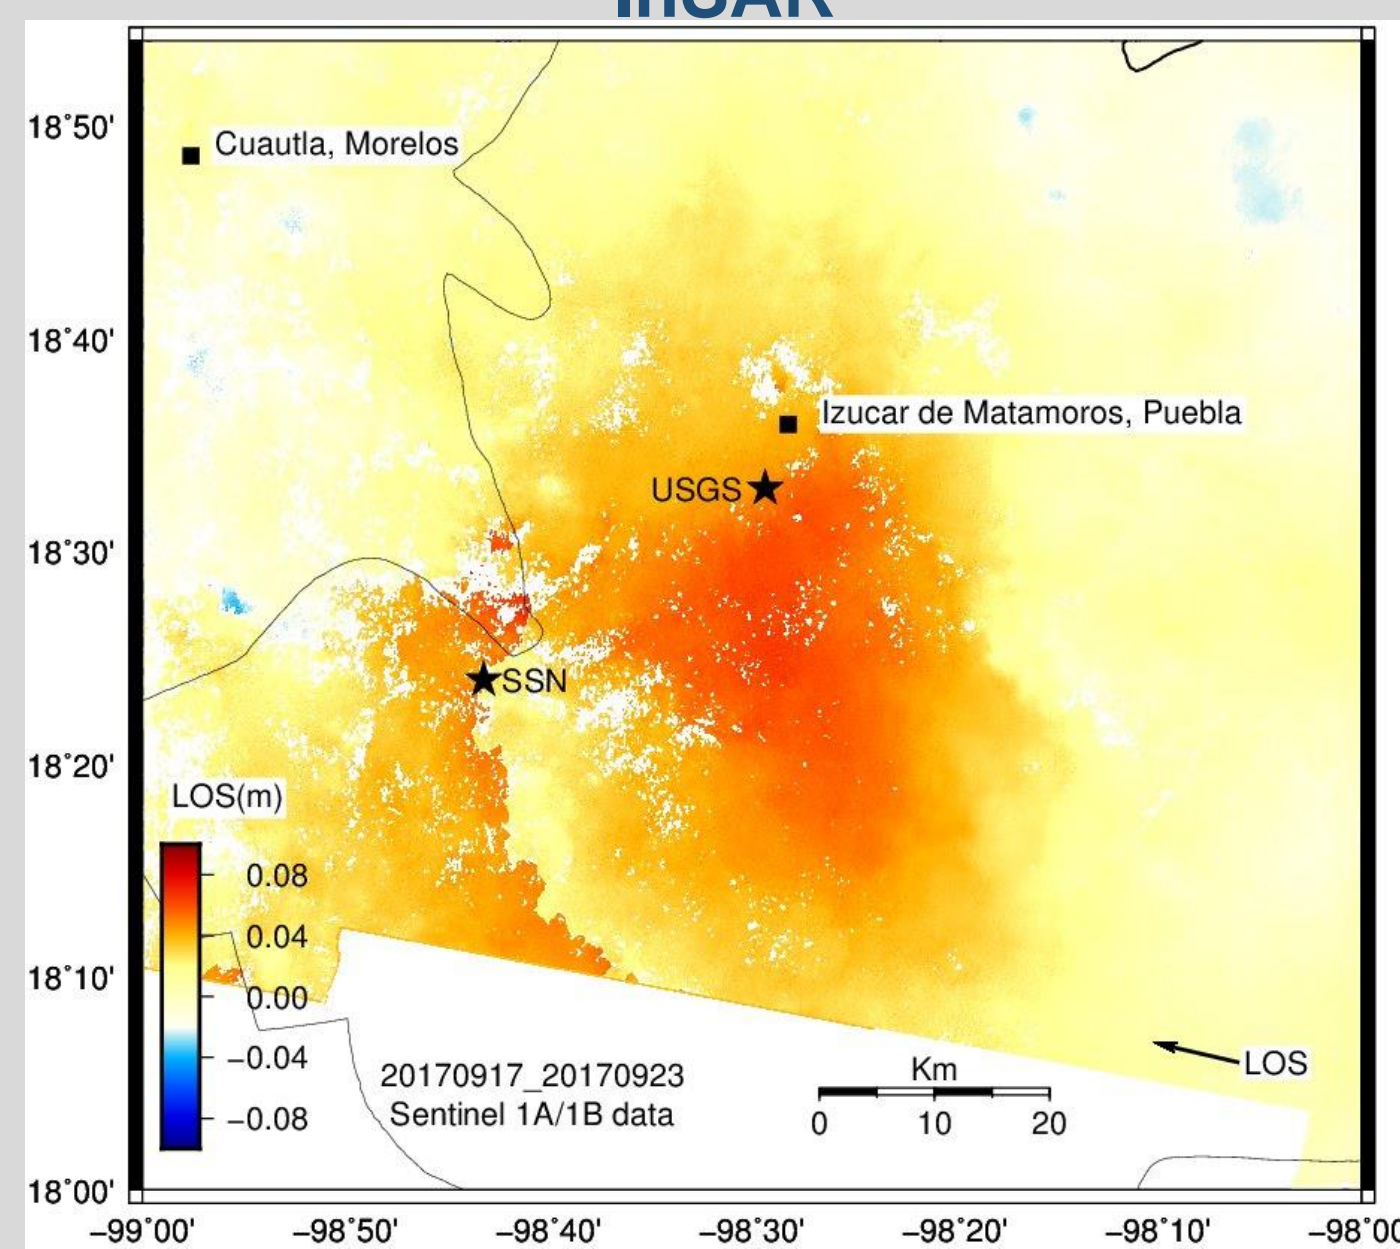 InSAR
18°50'
Cuautla, Morelos
18°40'
Izucar de Matamoros, Puebla
USGS
18°30'
SSN
18°20'
LOS(m)
0.08
0.04
18°10'
0.00
−0.04
−0.08
20170917_20170923
Sentinel 1A/1B data
Km
0 10 20
LOS
18°00'
−99°00' −98°50' −98°40' −98°30' −98°20' −98°10' −98°00